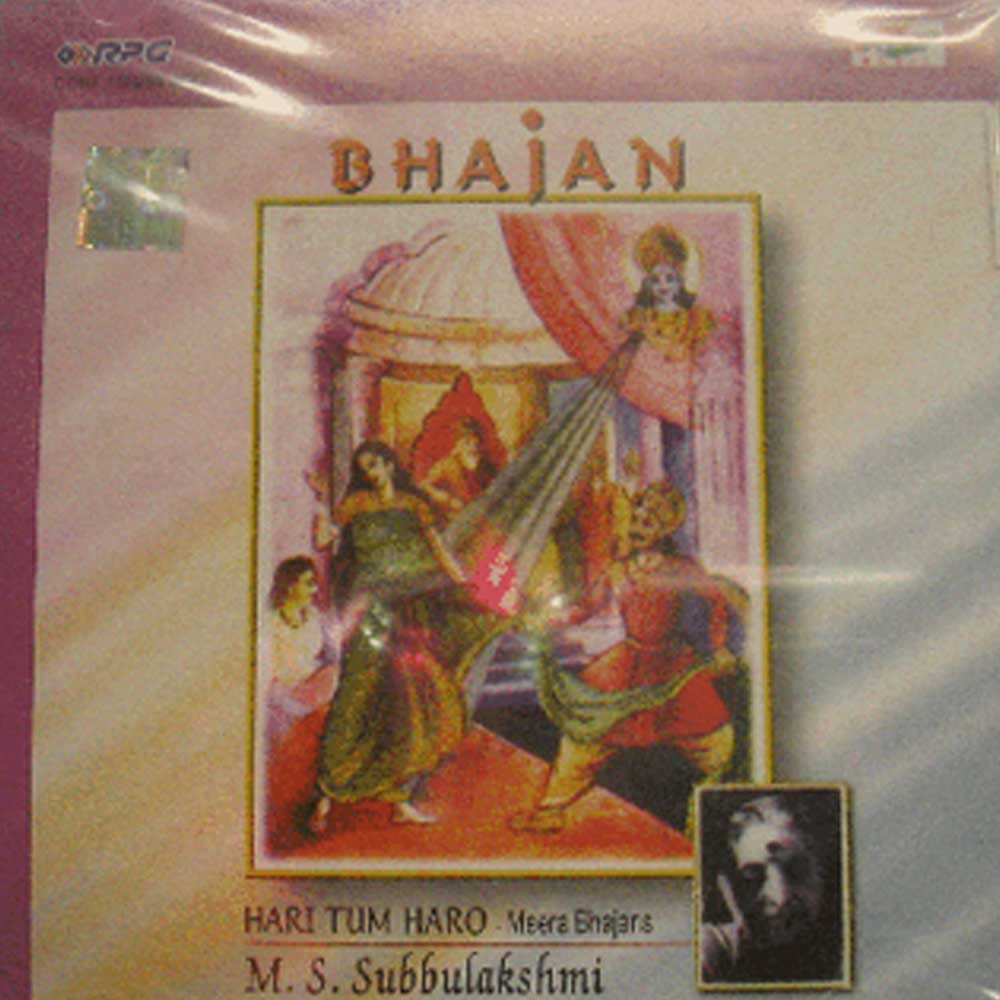 RPG
BHAJAN
HARI TUM HARO - Meera Bhajans
M. S. Subbulakshmi